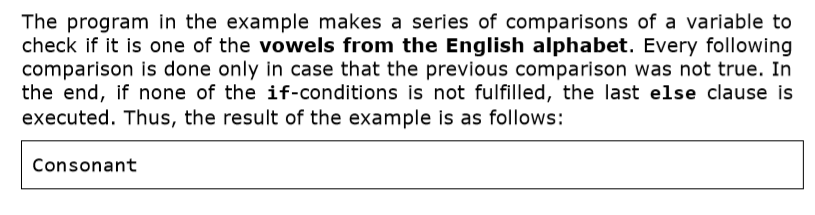 The program in the example makes a series of comparisons of a variable to
check if it is one of the vowels from the English alphabet. Every following
comparison is done only in case that the previous comparison was not true. In
the end, if none of the if-conditions is not fulfilled, the last else clause is
executed. Thus, the result of the example is as follows:
Consonant